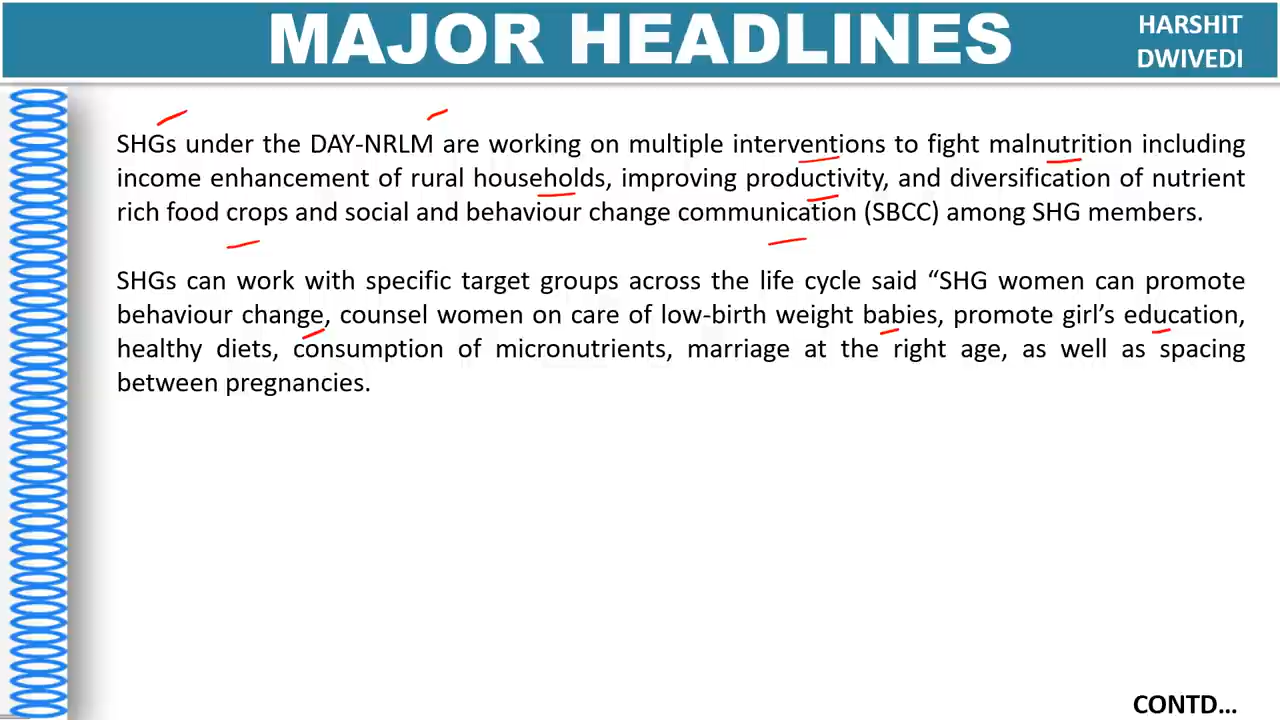 MAJOR HEADLINES
HARSHIT
DWIVEDI
SHGs under the DAY-NRLM are working on multiple interventions to fight malnutrition including
income enhancement of rural households, improving productivity, and diversification of nutrient
rich food crops and social and behaviour change communication (SBCC) among SHG members.
SHGs can work with specific target groups across the life cycle said “SHG women can promote
behaviour change, counsel women on care of low-birth weight babies, promote girl’s education,
healthy diets, consumption of micronutrients, marriage at the right age, as well as spacing
between pregnancies.
CONTD...